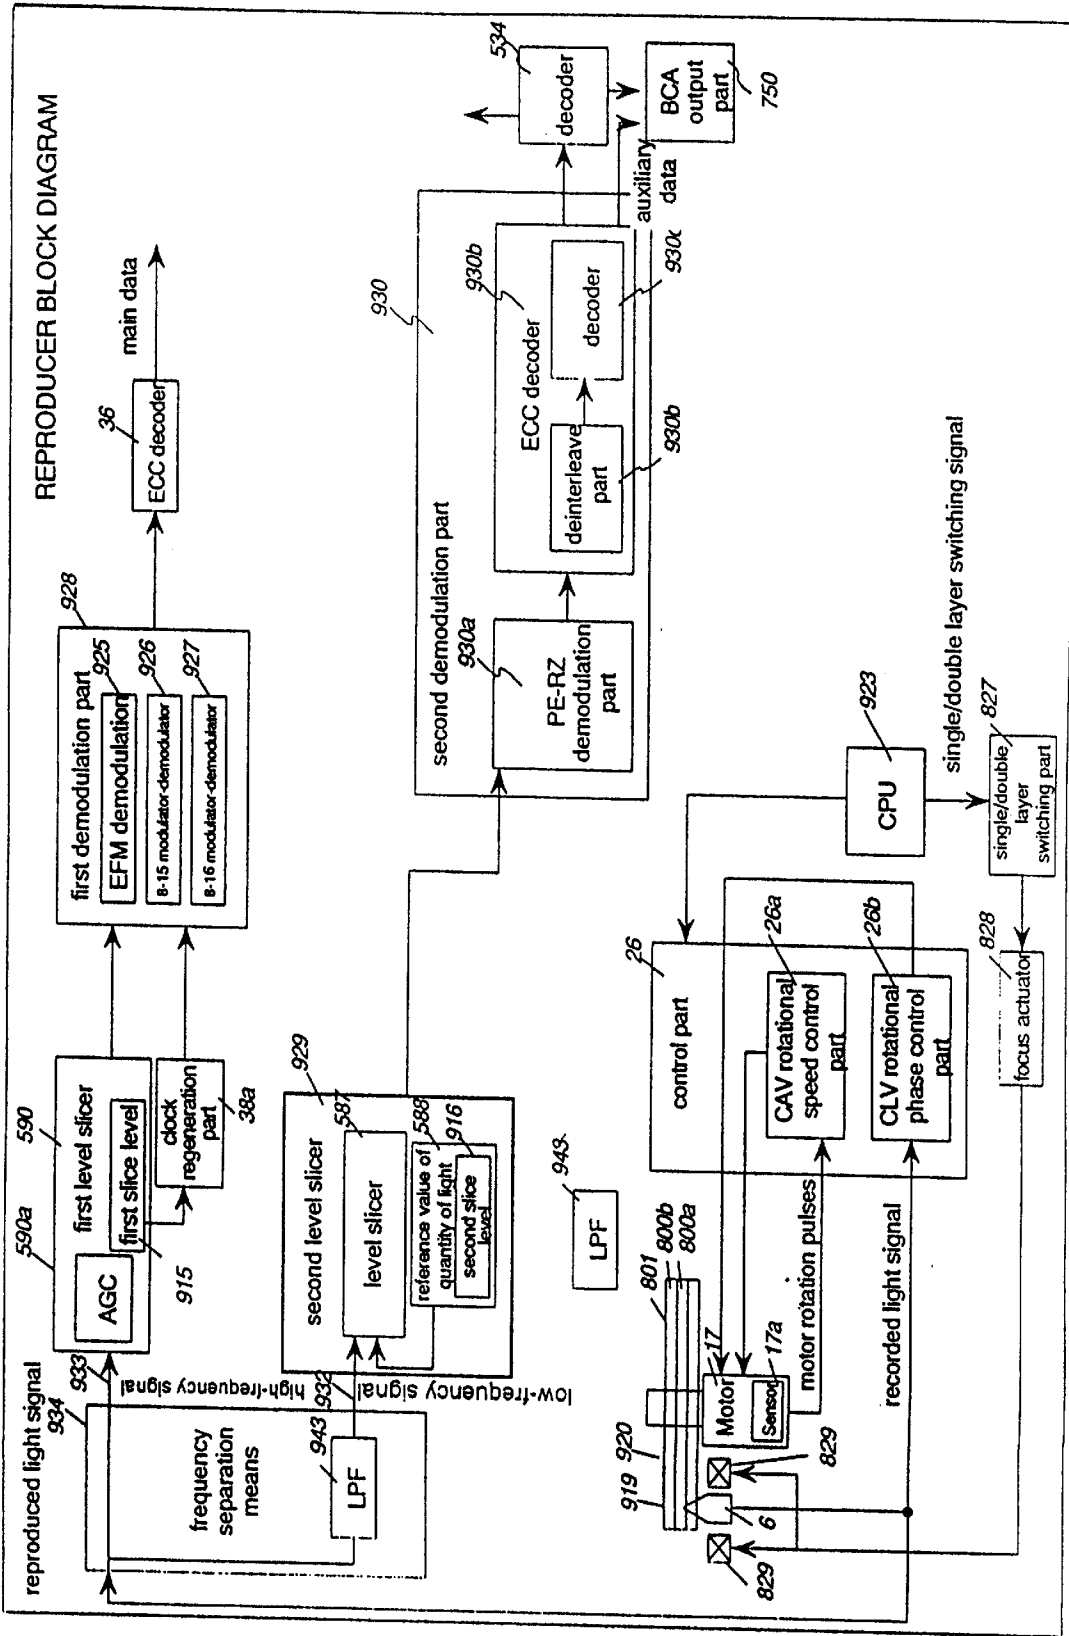 REPRODUCER BLOCK DIAGRAM
reproduced light signal
934
frequency
separation
means
943
LPF
933
high-frequency signal
932
low-frequency signal
590a
590
first level slicer
AGC
first slice level
915
clock
regeneration
part
38a
first demodulation part
928
EFM demodulation
925
8-15 modulator-demodulator
926
8-16 modulator-demodulator
927
36
ECC decoder
main data
929
second level slicer
587
level slicer
588
reference value of
quantity of light
916
second slice
level
second demodulation part
930
930a
PE-RZ
demodulation
part
930b
ECC decoder
deinterleave
part
930b
decoder
930c
534
decoder
auxiliary
data
BCA
output
part
750
943
LPF
919
920
801
800b
800a
17
Motor
17a
Sensor
829
6
829
motor rotation pulses
recorded light signal
26
control part
26a
CAV rotational
speed control
part
26b
CLV rotational
phase control
part
CPU
923
single/double layer switching signal
827
single/double
layer
switching part
828
focus actuator